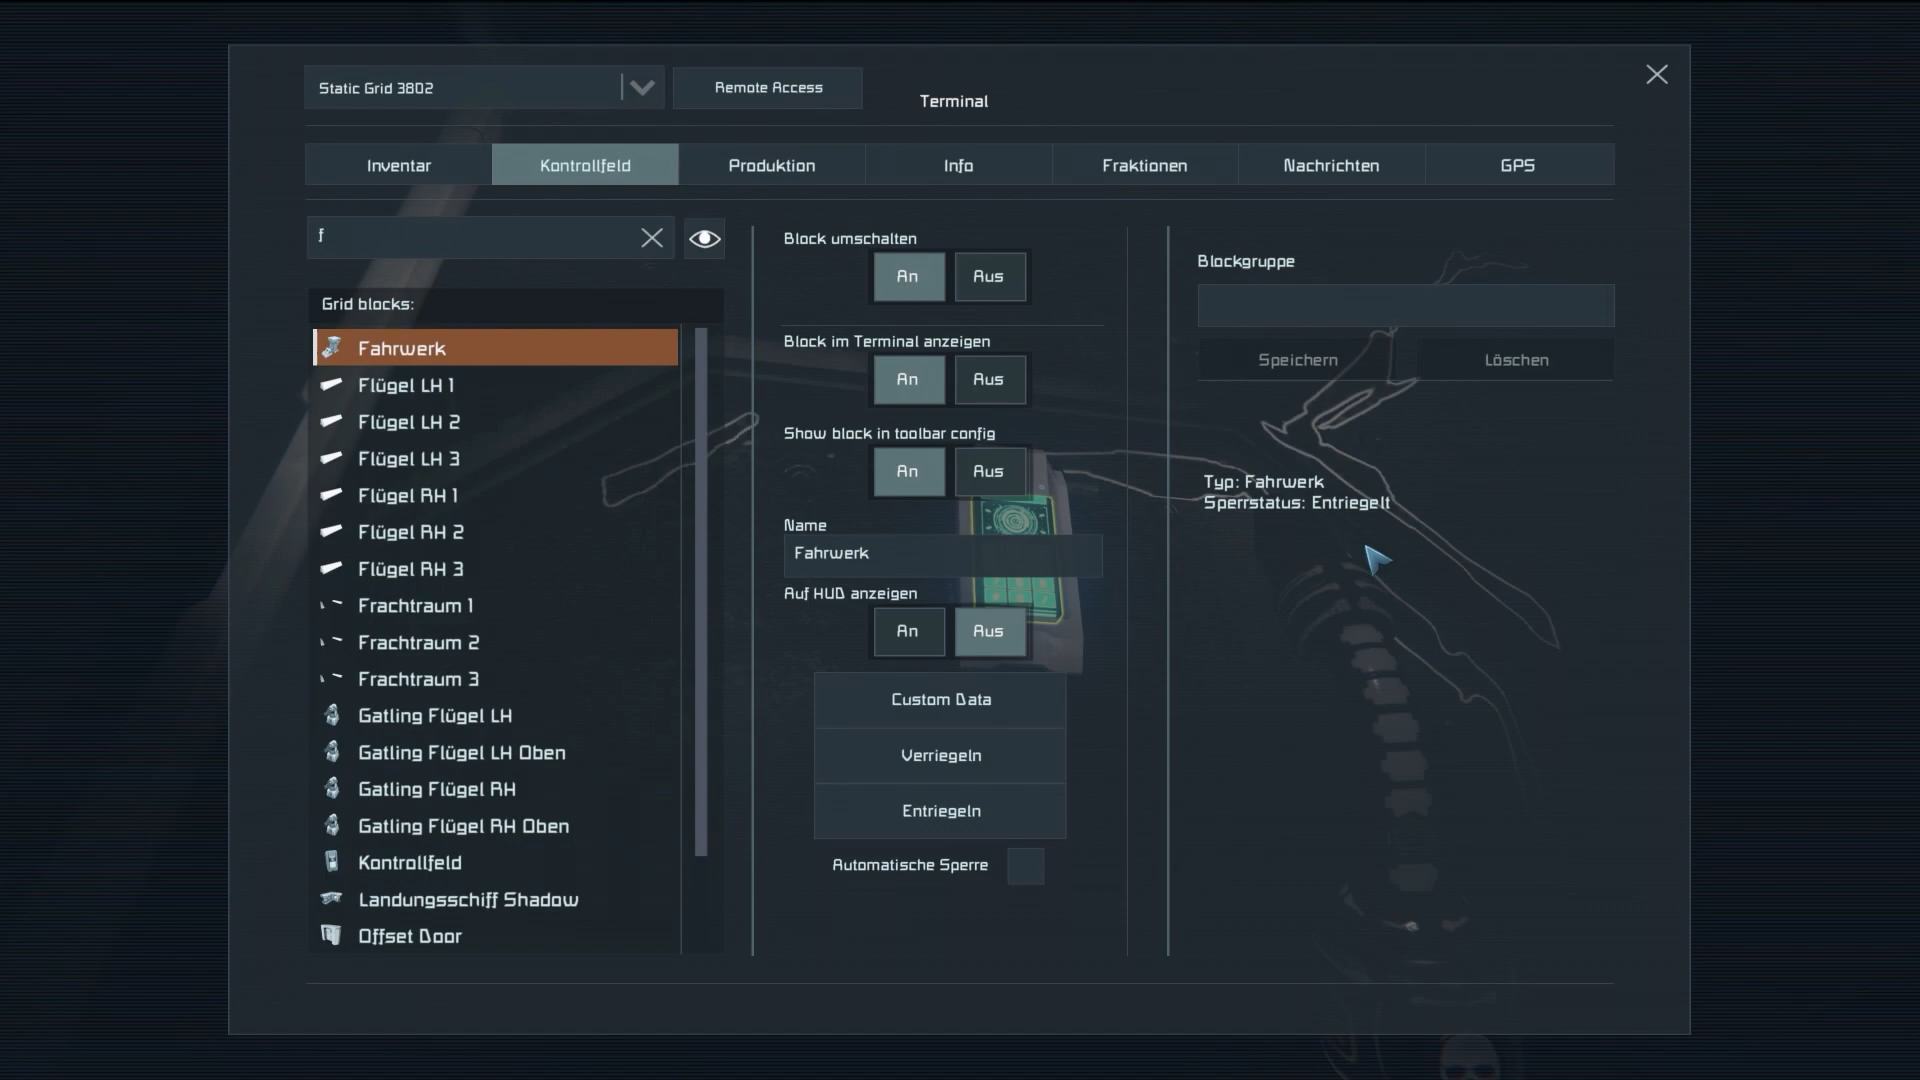 Static Grid 3802
Remote Access
Terminal
Inventar
Kontrollfeld
Produktion
Info
Fraktionen
Nachrichten
GPS
f
Grid blocks:
Fahrwerk
Flügel LH 1
Flügel LH 2
Flügel LH 3
Flügel RH 1
Flügel RH 2
Flügel RH 3
Frachtraum 1
Frachtraum 2
Frachtraum 3
Gatling Flügel LH
Gatling Flügel LH Oben
Gatling Flügel RH
Gatling Flügel RH Oben
Kontrollfeld
Landungsschiff Shadow
Offset Door
Block umschalten
An Aus
Block im Terminal anzeigen
An Aus
Show block in toolbar config
An Aus
Name
Fahrwerk
Auf HUD anzeigen
An Aus
Custom Data
Verriegeln
Entriegeln
Automatische Sperre
Blockgruppe
Speichern
Löschen
Typ: Fahrwerk
Sperrstatus: Entriegelt